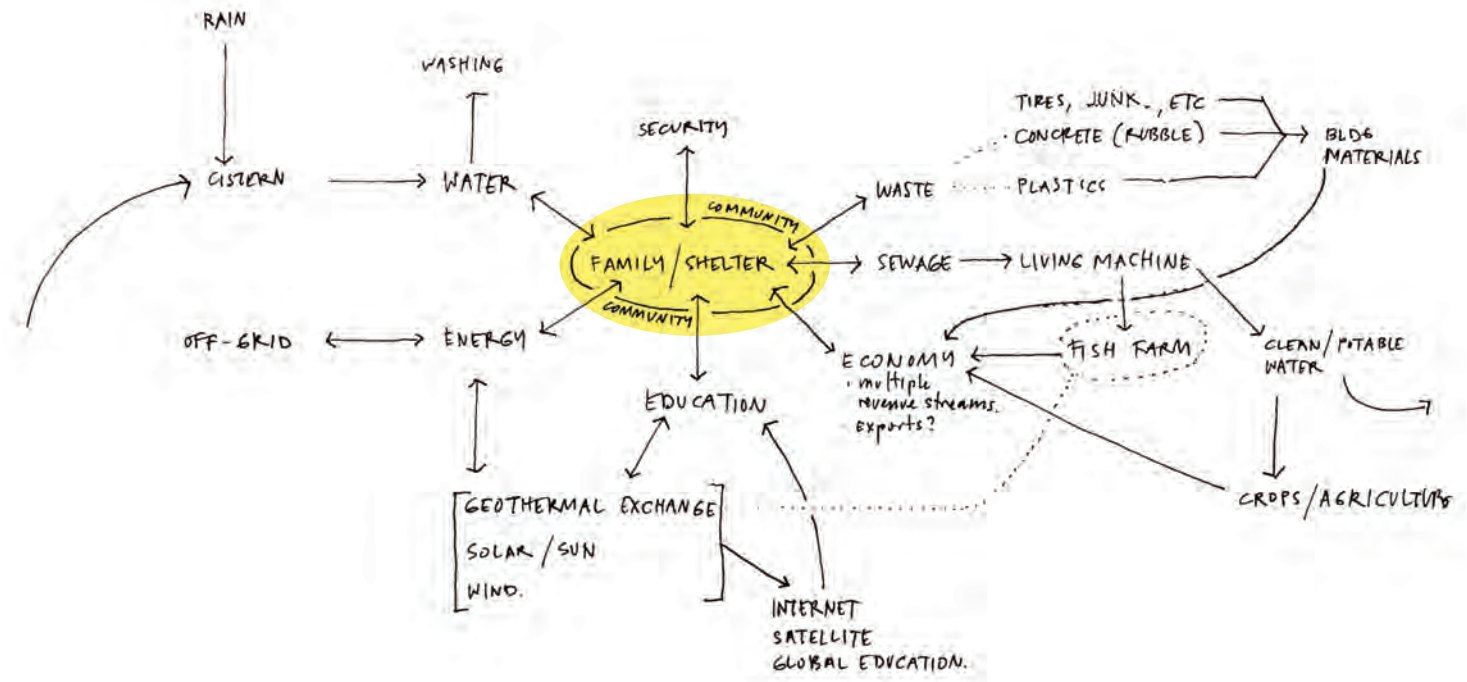 RAIN
WASHING
SECURITY
TIRES, JUNK., ETC
CONCRETE (RUBBLE)
BLDG
MATERIALS
CISTERN
WATER
WASTE
PLASTICS
COMMUNITY
FAMILY / SHELTER
COMMUNITY
SEWAGE
LIVING MACHINE
OFF-GRID
ENERGY
ECONOMY
· multiple
revenue streams.
exports?
FISH FARM
CLEAN/POTABLE
WATER
EDUCATION
GEOTHERMAL EXCHANGE
SOLAR / SUN
WIND.
CROPS/AGRICULTURE
INTERNET
SATELLITE
GLOBAL EDUCATION.